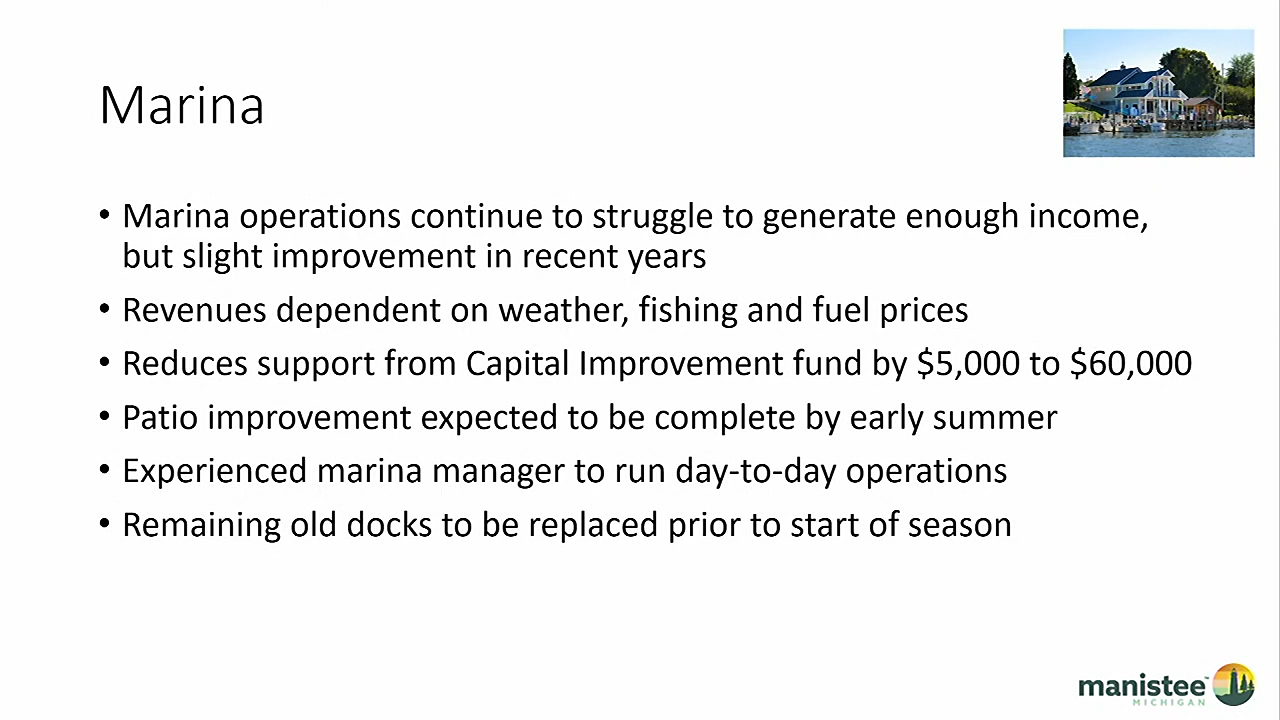 Marina
• Marina operations continue to struggle to generate enough income,
but slight improvement in recent years
• Revenues dependent on weather, fishing and fuel prices
• Reduces support from Capital Improvement fund by $5,000 to $60,000
• Patio improvement expected to be complete by early summer
• Experienced marina manager to run day-to-day operations
• Remaining old docks to be replaced prior to start of season
manistee™
MICHIGAN